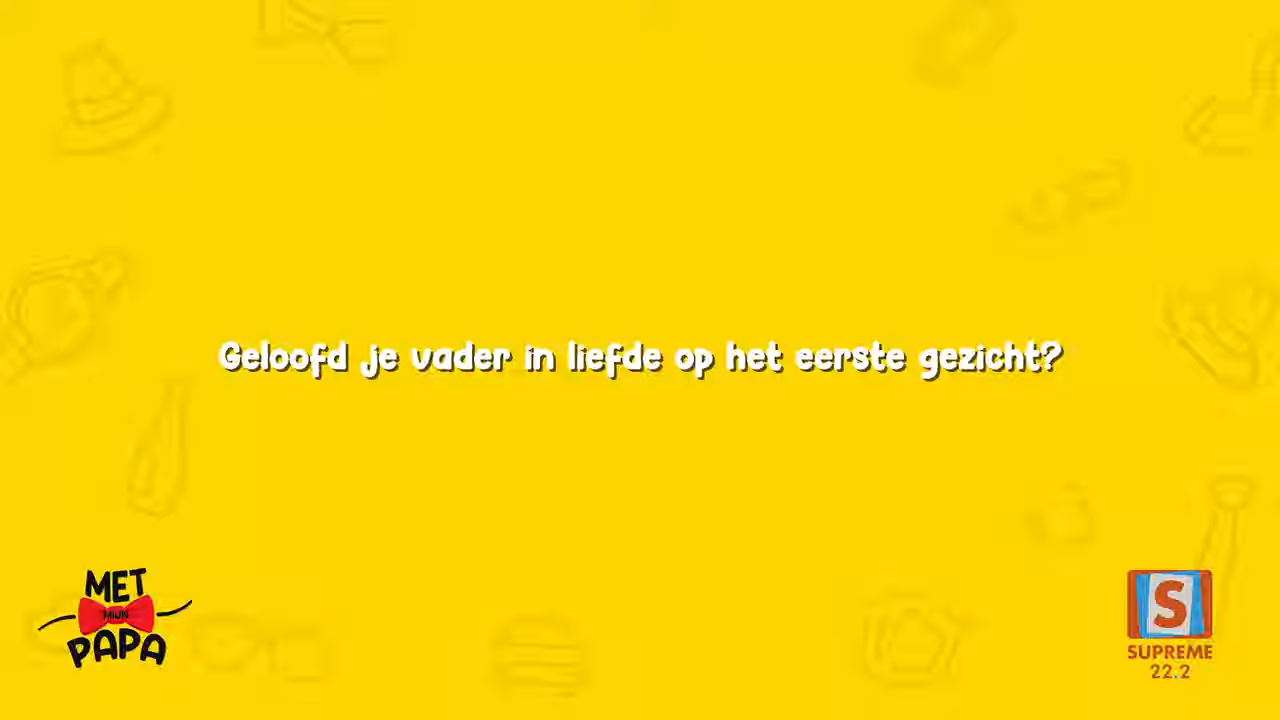 Geloofd je vader in liefde op het eerste gezicht?
MET
MIJN
PAPA
S
SUPREME
22.2